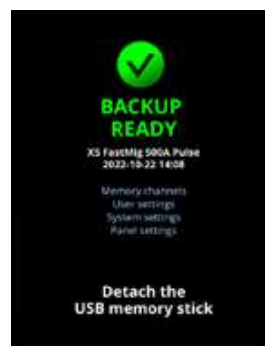 BACKUP
READY
X5 FastMig 500A Pulse
2022-10-22 14:08
Memory channels
User settings
System settings
Panel settings
Detach the
USB memory stick